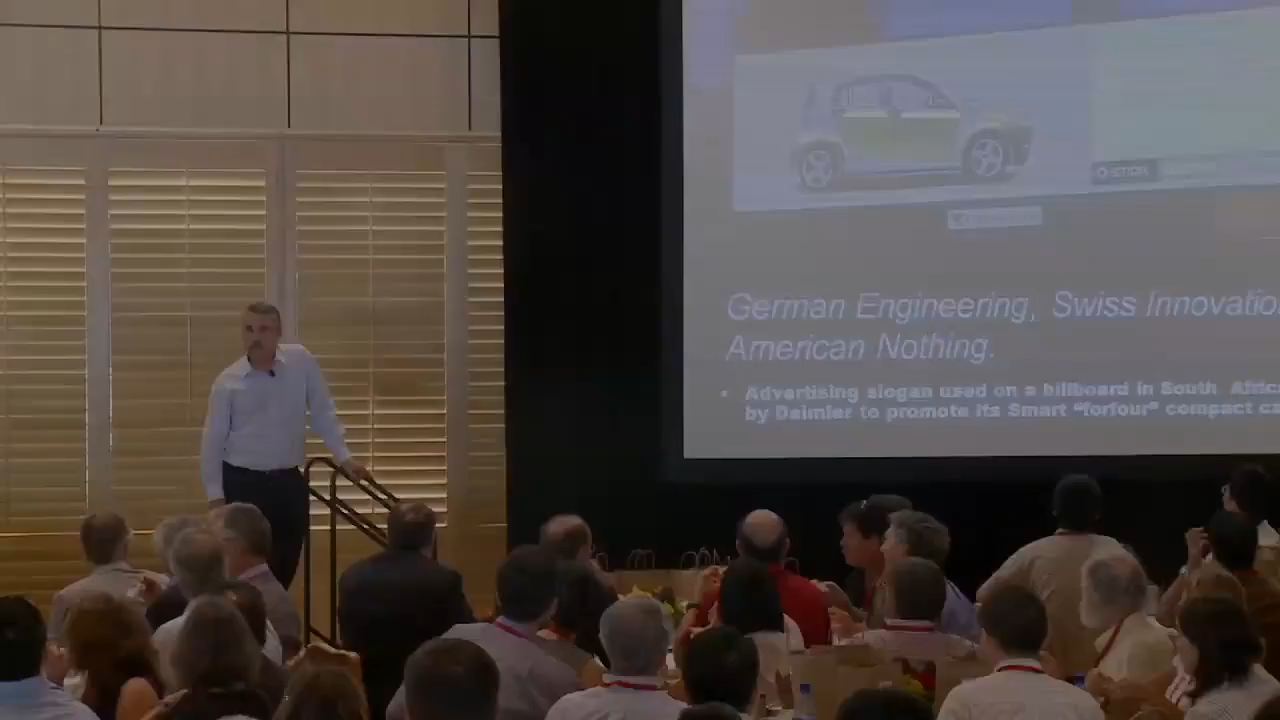 German Engineering, Swiss Innovatio
American Nothing.
• Advertising slogan used on a billboard in South Afric
by Daimler to promote its Smart "forfour" compact ca